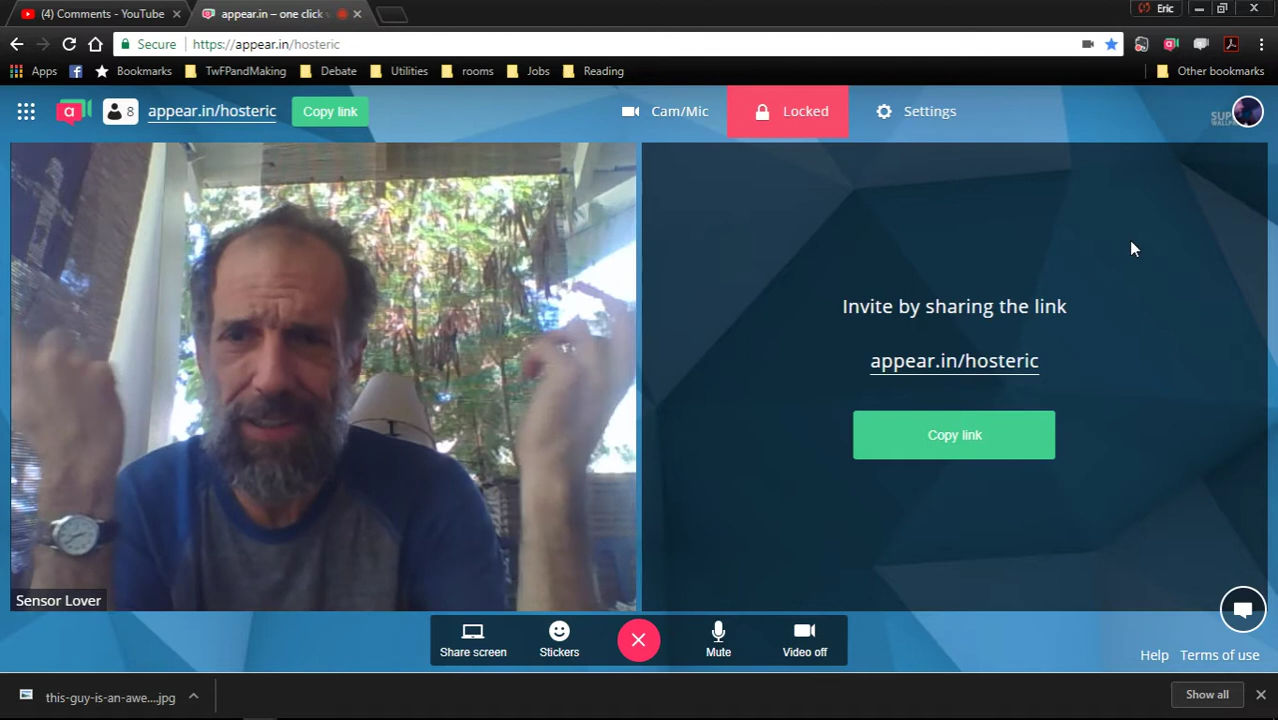 (4) Comments - YouTube
appear.in – one click v
Eric
Secure
https://appear.in/hosteric
Apps
Bookmarks
TwFPandMaking
Debate
Utilities
rooms
Jobs
Reading
Other bookmarks
8
appear.in/hosteric
Copy link
Cam/Mic
Locked
Settings
Invite by sharing the link
appear.in/hosteric
Copy link
Sensor Lover
Share screen
Stickers
Mute
Video off
Help
Terms of use
this-guy-is-an-awe....jpg
Show all